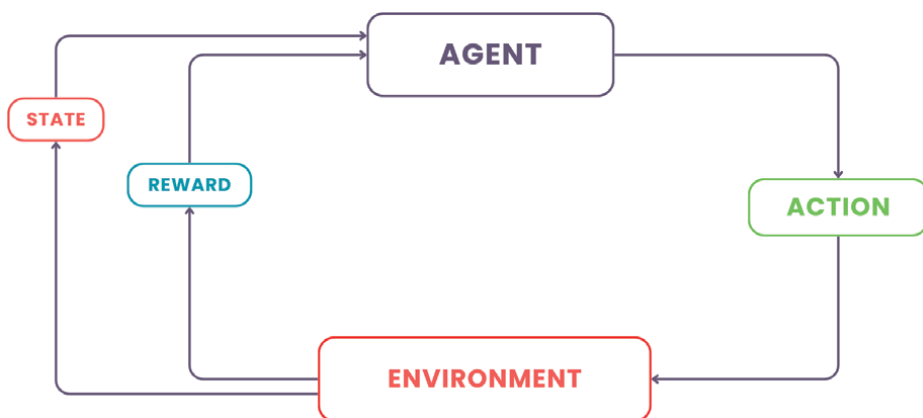 AGENT
STATE
REWARD
ACTION
ENVIRONMENT